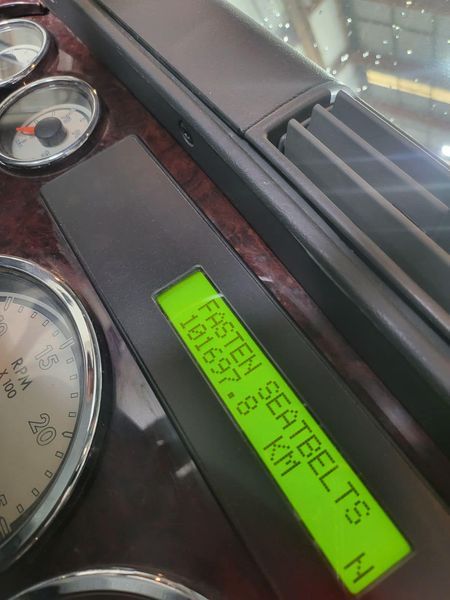 FASTEN SEATBELTS
101697.8 KM N
RPM
X 100
15
20